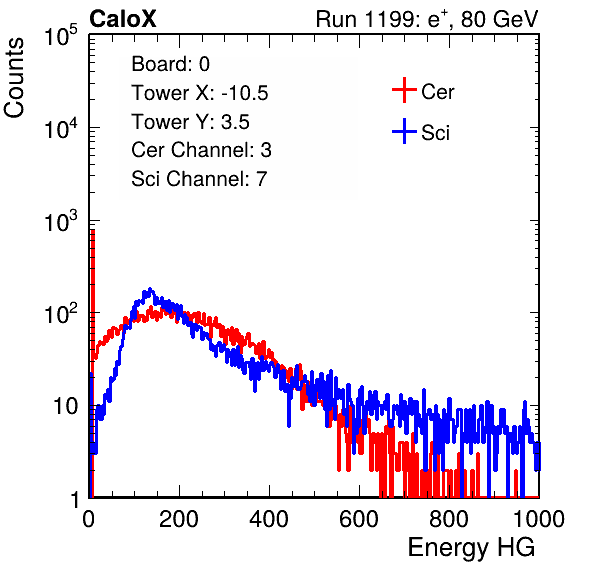 CaloX Run 1199: e⁺, 80 GeV
Counts
10⁵
10⁴
10³
10²
10
1
Board: 0
Tower X: -10.5
Tower Y: 3.5
Cer Channel: 3
Sci Channel: 7
Cer
Sci
0 200 400 600 800 1000
Energy HG